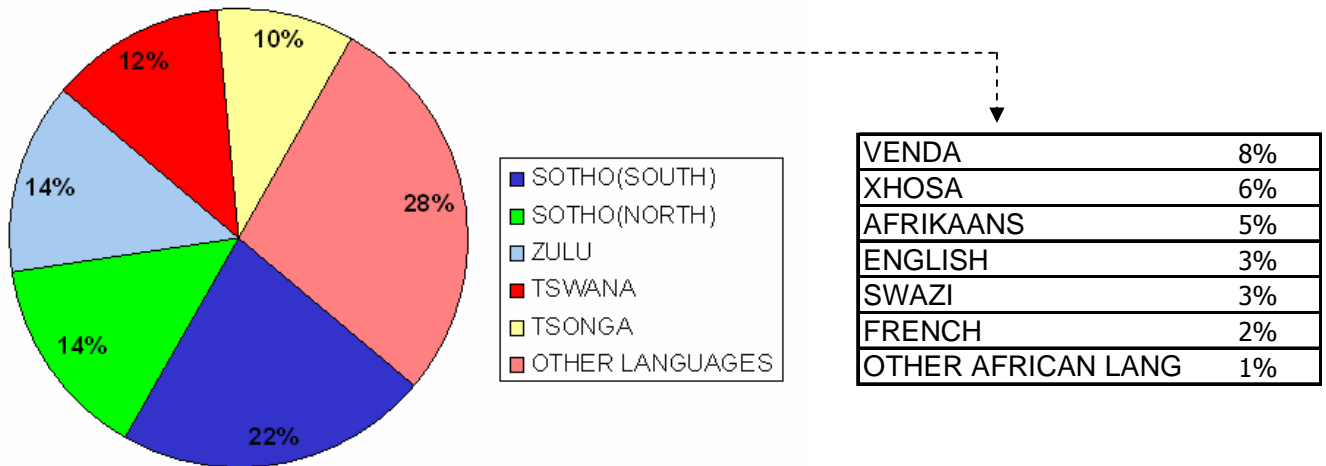 12%
10%
14%
28%
14%
22%
SOTHO(SOUTH)
SOTHO(NORTH)
ZULU
TSWANA
TSONGA
OTHER LANGUAGES
VENDA 8%
XHOSA 6%
AFRIKAANS 5%
ENGLISH 3%
SWAZI 3%
FRENCH 2%
OTHER AFRICAN LANG 1%